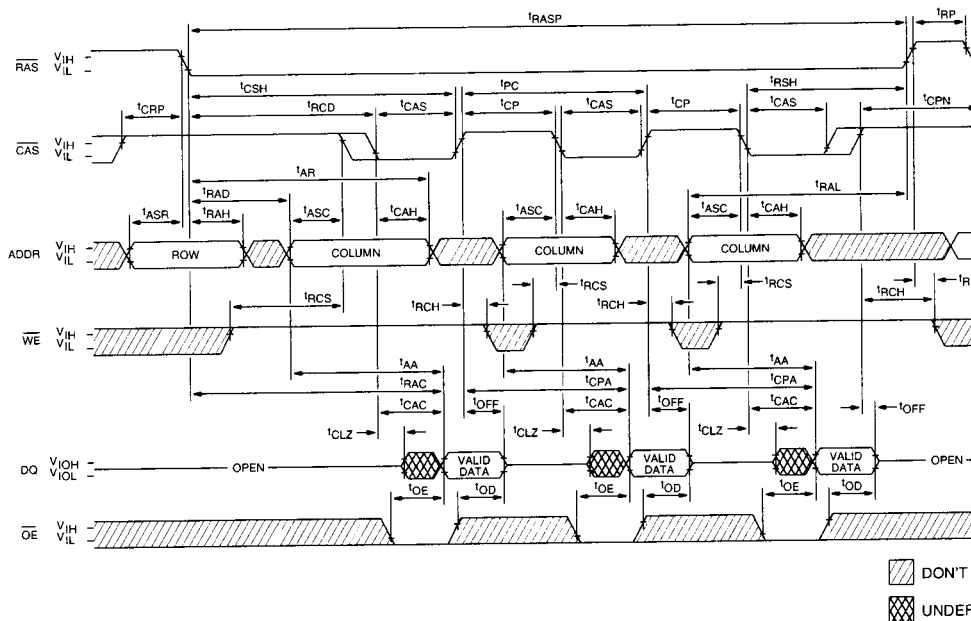 tRASP
tRP
RAS VIH
VIL
tCSH
tPC
tRSH
tCRP
tRCD
tCAS
tCP
tCAS
tCP
tCAS
tCPN
CAS VIH
VIL
tAR
tRAD
tRAL
tASR
tRAH
tASC
tCAH
tASC
tCAH
tASC
tCAH
ADDR VIH
VIL
ROW
COLUMN
COLUMN
COLUMN
tRCS
tRCH
tRCS
tRCH
tRCS
tRCH
tR
WE VIH
VIL
tAA
tAA
tAA
tRAC
tCPA
tCPA
tCAC
tOFF
tCAC
tOFF
tCAC
tOFF
tCLZ
tCLZ
tCLZ
DQ VIOH
VIOL
OPEN
VALID
DATA
VALID
DATA
VALID
DATA
OPEN
tOE
tOD
tOE
tOD
tOE
tOD
OE VIH
VIL
DON'T
UNDEF